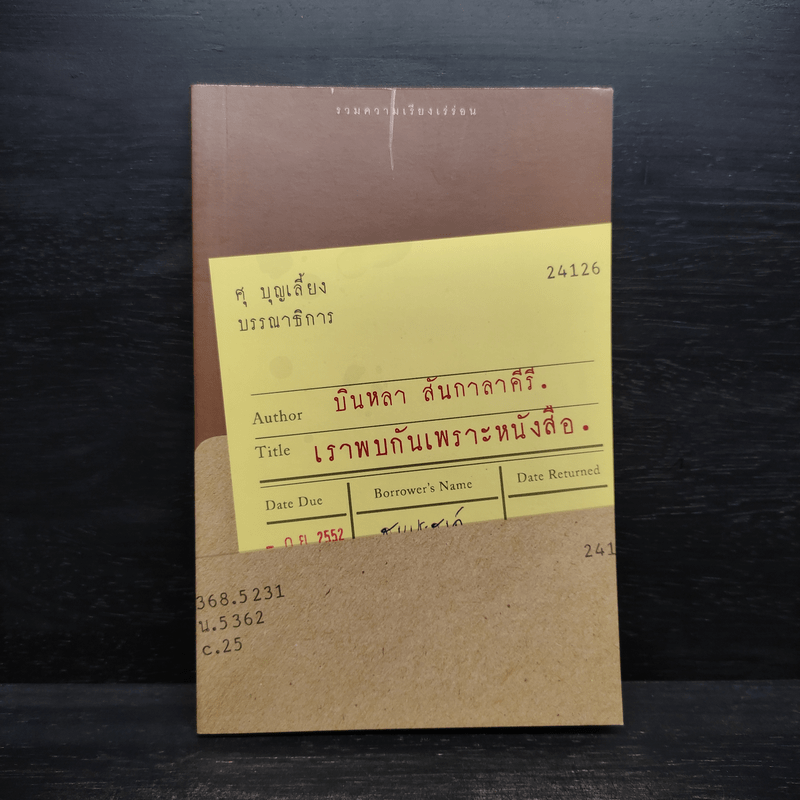 รวมความเรียงเร่ร่อน
24126
ศุ บุญเลี้ยง
บรรณาธิการ
Author บินหลา สันกาลาคีรี.
Title เราพบกันเพราะหนังสือ.
Date Due Borrower's Name Date Returned
ก.ย. 2552
241
368.5231
น.5362
c.25